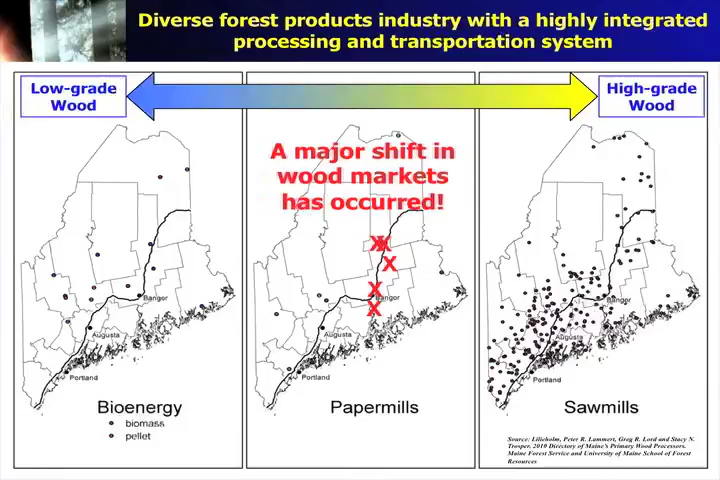 Diverse forest products industry with a highly integrated
processing and transportation system
Low-grade
Wood
High-grade
Wood
A major shift in
wood markets
has occurred!
X
X
X
X
X
Bangor
Augusta
Portland
Bioenergy
biomass
pellet
Bangor
Augusta
Portland
Papermills
Bangor
Augusta
Portland
Sawmills
Source: Lilieholm, Peter R. Lammert, Greg R. Lord and Stacy N.
Trosper. 2010 Directory of Maine's Primary Wood Processors.
Maine Forest Service and University of Maine School of Forest
Resources